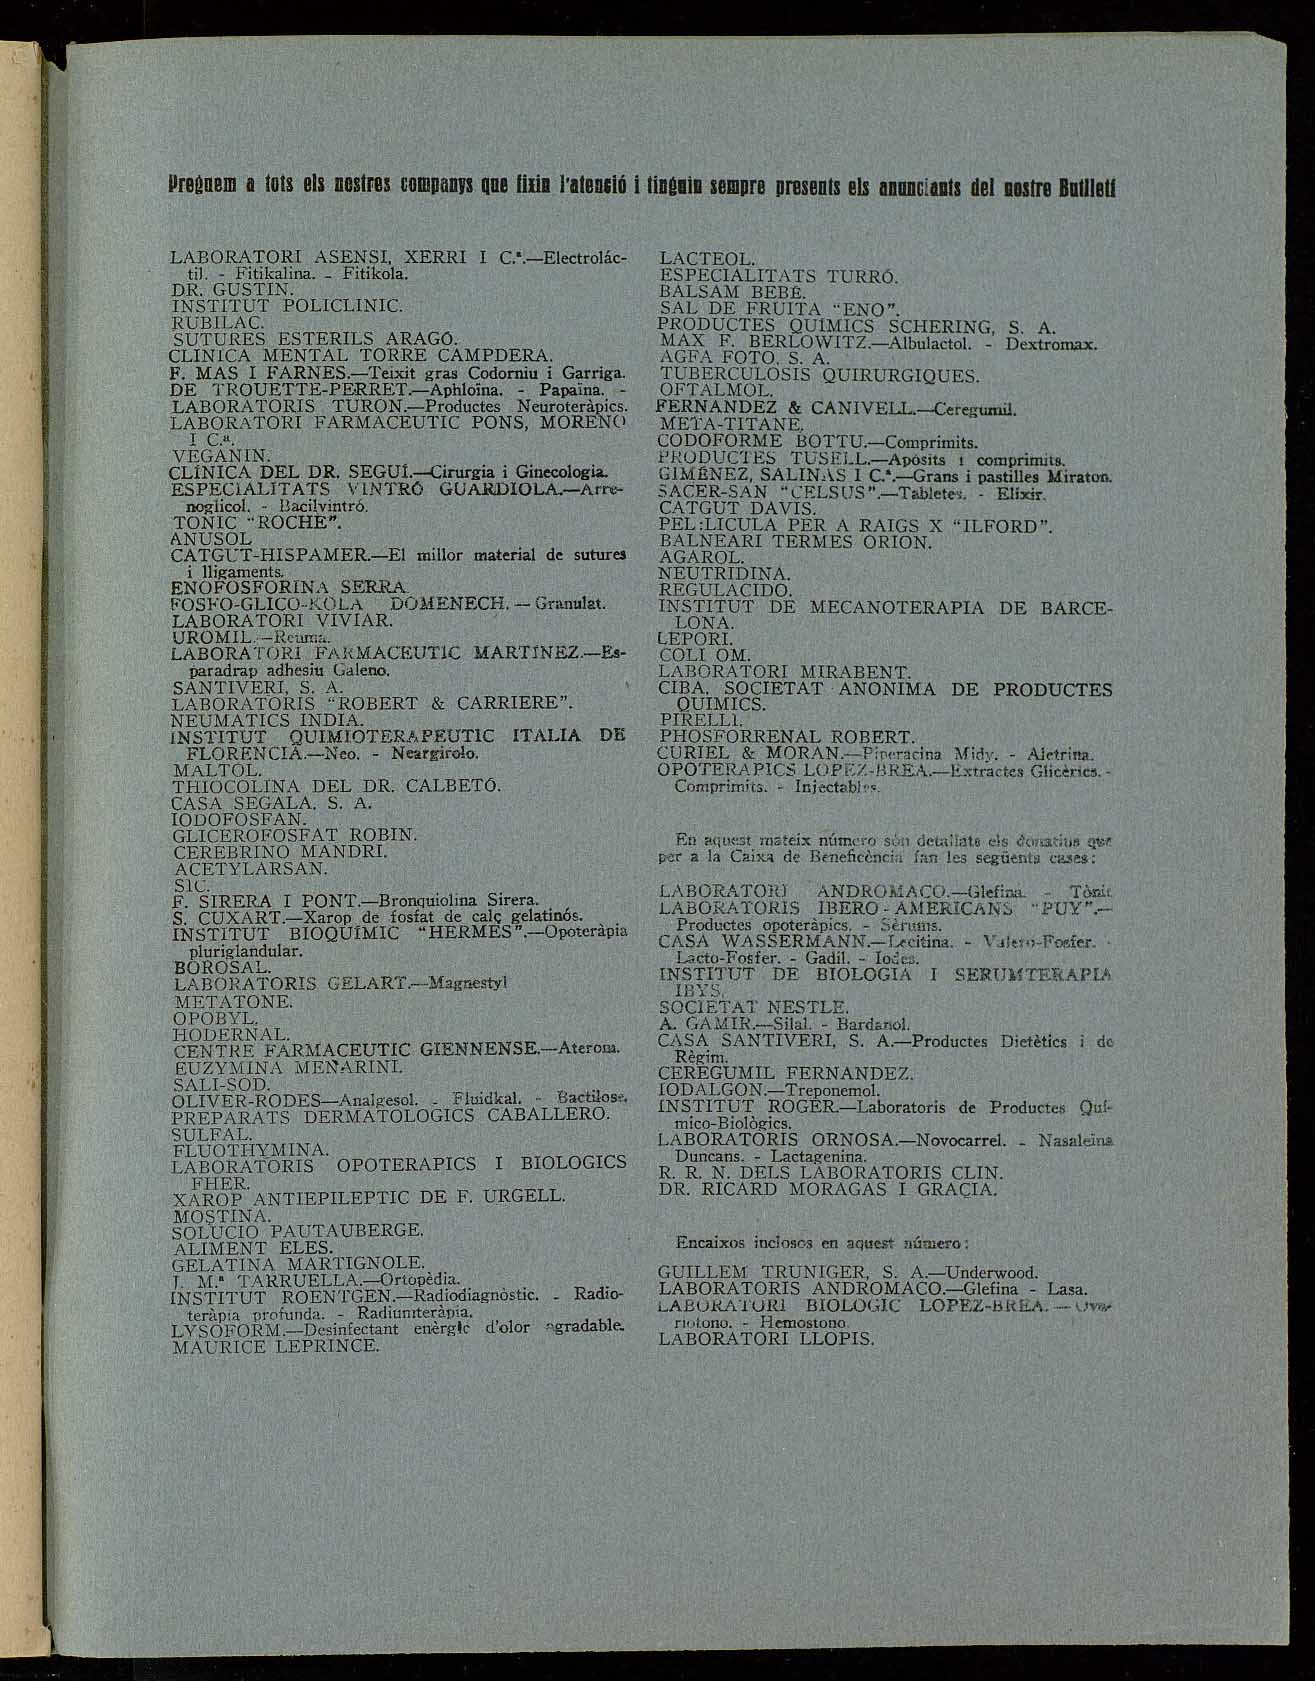 Preguem a tots els nostres companys que fixin l'atenció i tinguin sempre presents els anunciants del nostre Butlletí
LABORATORI ASENSI, XERRI I C.ª.—Electrolác-
til. - Fitikalina. - Fitikola.
DR. GUSTIN.
INSTITUT POLICLINIC.
RUBILAC.
SUTURES ESTERILS ARAGÓ.
CLINICA MENTAL TORRE CAMPDERA.
F. MAS I FARNES.—Teixit gras Codorniu i Garriga.
DE TROUETTE-PERRET.—Aphloïna. - Papaïna. -
LABORATORIS TURON.—Productes Neuroteràpics.
LABORATORI FARMACEUTIC PONS, MORENO
I C.ª.
VEGANIN.
CLÍNICA DEL DR. SEGUÍ.—Cirurgia i Ginecologia.
ESPECIALITATS VINTRÓ GUARDIOLA.—Arre-
noglicol. - Bacilvintró.
TONIC "ROCHE".
ANUSOL
CATGUT-HISPAMER.—El millor material de sutures
i lligaments.
ENOFOSFORINA SERRA
FOSFO-GLICO-KOLA DOMENECH. — Granulat.
LABORATORI VIVIAR.
UROMIL.—Reuma.
LABORATORI FARMACEUTIC MARTÍNEZ.—Es-
paradrap adhesiu Galeno.
SANTIVERI, S. A.
LABORATORIS "ROBERT & CARRIERE".
NEUMATICS INDIA.
INSTITUT QUIMIOTERAPEUTIC ITALIA DE
FLORENCIA.—Neo. - Neargirolo.
MALTOL.
THIOCOLINA DEL DR. CALBETÓ.
CASA SEGALA, S. A.
IODOFOSFAN.
GLICEROFOSFAT ROBIN.
CEREBRINO MANDRI.
ACETYLARSAN.
SIC.
F. SIRERA I PONT.—Bronquiolina Sirera.
S. CUXART.—Xarop de fosfat de calç gelatinós.
INSTITUT BIOQUÍMIC "HERMES".—Opoteràpia
pluriglandular.
BOROSAL.
LABORATORIS GELART.—Magnestyl
METATONE.
OPOBYL.
HODERNAL.
CENTRE FARMACEUTIC GIENNENSE.—Ateroma.
EUZYMINA MEÑARINI.
SALI-SOD.
OLIVER-RODES—Analgesol. - Fluidkal. - Bactilose.
PREPARATS DERMATOLOGICS CABALLERO.
SULFAL.
FLUOTHYMINA.
LABORATORIS OPOTERAPICS I BIOLOGICS
FHER.
XAROP ANTIEPILEPTIC DE F. URGELL.
MOSTINA.
SOLUCIO PAUTAUBERGE.
ALIMENT ELES.
GELATINA MARTIGNOLE.
J. M.ª TARRUELLA.—Ortopèdia.
INSTITUT ROENTGEN.—Radiodiagnòstic. - Radio-
teràpia profunda. - Radiumteràpia.
LYSOFORM.—Desinfectant enèrgic d'olor agradable.
MAURICE LEPRINCE.
LACTEOL.
ESPECIALITATS TURRÓ.
BALSAM BEBÉ.
SAL DE FRUITA "ENO".
PRODUCTES QUÍMICS SCHERING, S. A.
MAX F. BERLOWITZ.—Albulactol. - Dextromax.
AGFA FOTO, S. A.
TUBERCULOSIS QUIRURGIQUES.
OFTALMOL.
FERNANDEZ & CANIVELL.—Ceregumil.
META-TITANE,
CODOFORME BOTTU.—Comprimits.
PRODUCTES TUSELL.—Apósits i comprimits.
GIMÉNEZ, SALINAS I C.ª.—Grans i pastilles Miraton.
SACER-SAN "CELSUS".—Tabletes. - Elixir.
CATGUT DAVIS.
PEL:LICULA PER A RAIGS X "ILFORD".
BALNEARI TERMES ORION.
AGAROL.
NEUTRIDINA.
REGULACIDO.
INSTITUT DE MECANOTERAPIA DE BARCE-
LONA.
LEPORI.
COLI OM.
LABORATORI MIRABENT.
CIBA, SOCIETAT ANONIMA DE PRODUCTES
QUIMICS.
PIRELLI.
PHOSFORRENAL ROBERT.
CURIEL & MORAN.—Piperacina Midy. - Aletrina.
OPOTERAPICS LOPEZ-BREA.—Extractes Glicèrics. -
Comprimits. - Injectables.
En aquest mateix número són detallats els donatius que
per a la Caixa de Beneficència fan les següents cases:
LABORATORI ANDROMACO.—Glefina. - Tònic
LABORATORIS IBERO-AMERICANS "PUY".—
Productes opoteràpics. - Sèrums.
CASA WASSERMANN.—Lecitina. - Valero-Fosfer. -
Lacto-Fosfer. - Gadil. - Iodes.
INSTITUT DE BIOLOGIA I SERUMTERAPIA
IBYS.
SOCIETAT NESTLE.
A. GAMIR.—Silal. - Bardanol.
CASA SANTIVERI, S. A.—Productes Dietètics i de
Règim.
CEREGUMIL FERNANDEZ.
IODALGON.—Treponemol.
INSTITUT ROGER.—Laboratoris de Productes Quí-
mico-Biològics.
LABORATORIS ORNOSA.—Novocarrel. - Nasaleïna
Duncans. - Lactagenina.
R. R. N. DELS LABORATORIS CLIN.
DR. RICARD MORAGAS I GRACIA.
Encaixos inclosos en aquest número:
GUILLEM TRUNIGER, S. A.—Underwood.
LABORATORIS ANDROMACO.—Glefina - Lasa.
LABORATORI BIOLOGIC LOPEZ-BREA. — Ova-
riotono. - Hemostono.
LABORATORI LLOPIS.